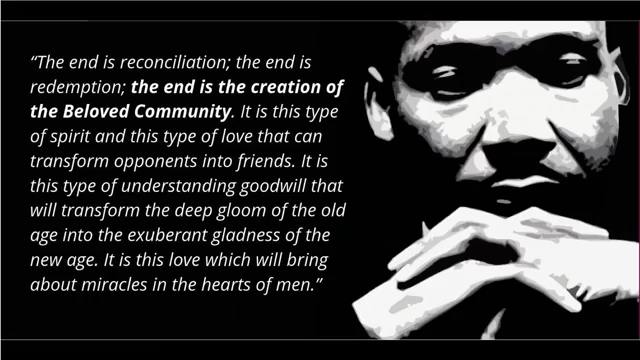 “The end is reconciliation; the end is
redemption; the end is the creation of
the Beloved Community. It is this type
of spirit and this type of love that can
transform opponents into friends. It is
this type of understanding goodwill that
will transform the deep gloom of the old
age into the exuberant gladness of the
new age. It is this love which will bring
about miracles in the hearts of men.”